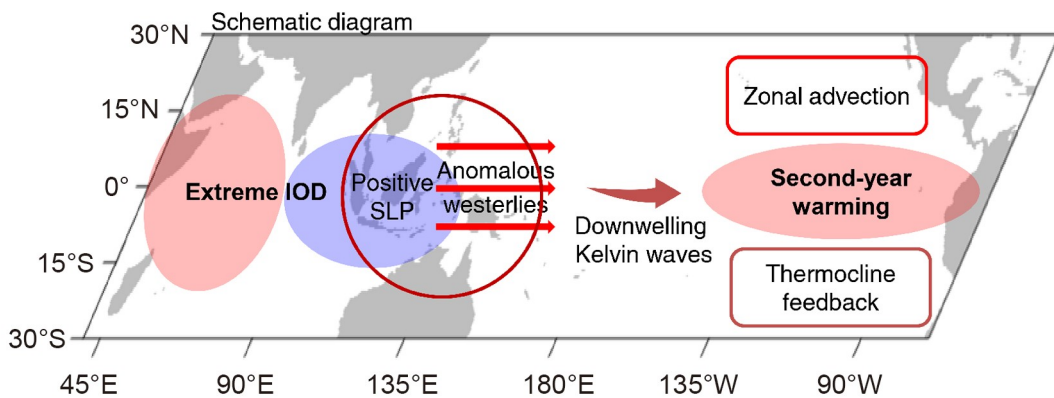 Schematic diagram
30°N
15°N
0°
15°S
30°S
Extreme IOD
Positive
SLP
Anomalous
westerlies
Downwelling
Kelvin waves
Zonal advection
Second-year
warming
Thermocline
feedback
45°E
90°E
135°E
180°E
135°W
90°W